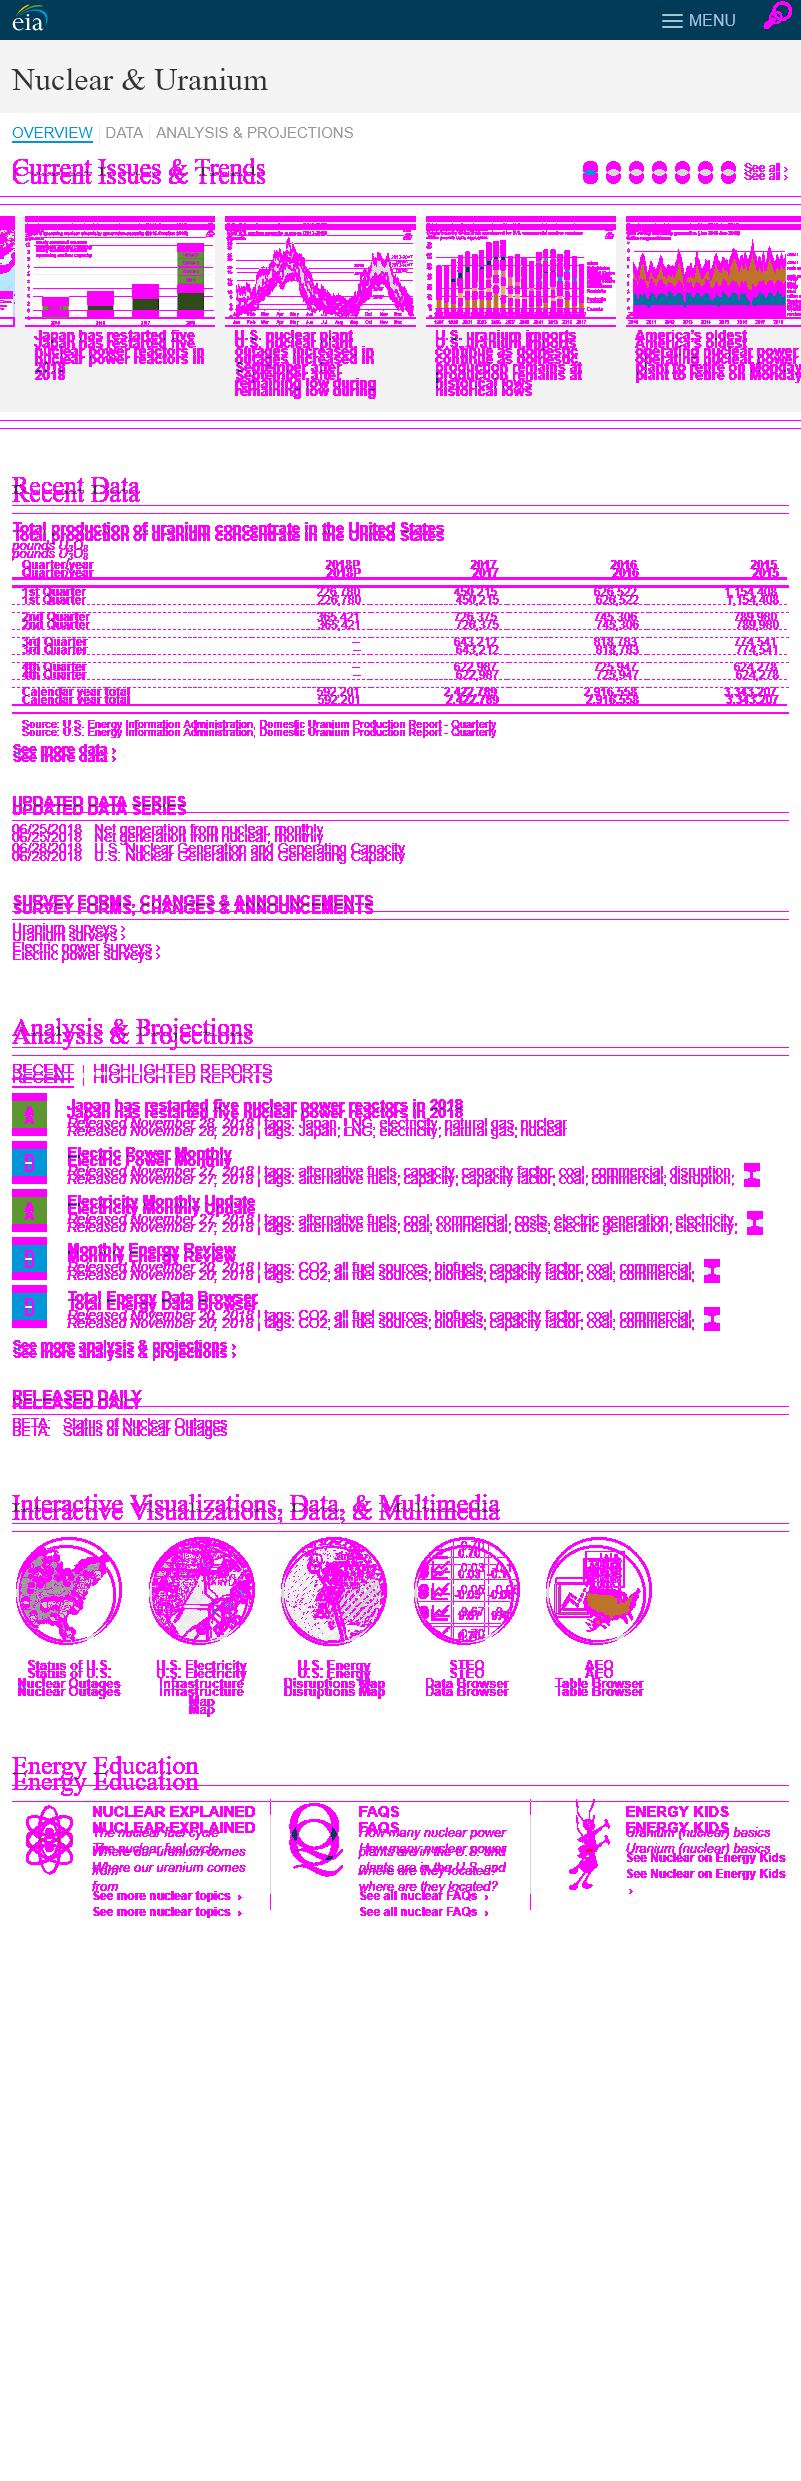 eia
MENU
Nuclear & Uranium
OVERVIEW
DATA
ANALYSIS & PROJECTIONS
Current Issues & Trends
See all ›
Japan has restarted five
nuclear power reactors in
2018
U.S. nuclear plant
outages increased in
September after
remaining low during
U.S. uranium imports
continue as domestic
production remains at
historical lows
America's oldest
operating nuclear power
plant to retire on Monday
Recent Data
Total production of uranium concentrate in the United States
pounds U₃O₈
Quarter/year 2018P 2017 2016 2015
1st Quarter 226,780 450,215 626,522 1,154,408
2nd Quarter 365,421 726,375 745,306 789,980
3rd Quarter -- 643,212 818,783 774,541
4th Quarter -- 622,987 725,947 624,278
Calendar year total 592,201 2,422,789 2,916,558 3,343,207
Source: U.S. Energy Information Administration, Domestic Uranium Production Report - Quarterly
See more data ›
UPDATED DATA SERIES
06/25/2018 Net generation from nuclear, monthly
06/28/2018 U.S. Nuclear Generation and Generating Capacity
SURVEY FORMS, CHANGES & ANNOUNCEMENTS
Uranium surveys ›
Electric power surveys ›
Analysis & Projections
RECENT
HIGHLIGHTED REPORTS
Japan has restarted five nuclear power reactors in 2018
Released November 28, 2018 | tags: Japan, LNG, electricity, natural gas, nuclear
Electric Power Monthly
Released November 27, 2018 | tags: alternative fuels, capacity, capacity factor, coal, commercial, disruption,
Electricity Monthly Update
Released November 27, 2018 | tags: alternative fuels, coal, commercial, costs, electric generation, electricity,
Monthly Energy Review
Released November 20, 2018 | tags: CO2, all fuel sources, biofuels, capacity factor, coal, commercial,
Total Energy Data Browser
Released November 20, 2018 | tags: CO2, all fuel sources, biofuels, capacity factor, coal, commercial,
See more analysis & projections ›
RELEASED DAILY
BETA: Status of Nuclear Outages
Interactive Visualizations, Data, & Multimedia
Status of U.S.
Nuclear Outages
U.S. Electricity
Infrastructure
Map
U.S. Energy
Disruptions Map
STEO
Data Browser
AEO
Table Browser
Energy Education
NUCLEAR EXPLAINED
The nuclear fuel cycle
Where our uranium comes
from
See more nuclear topics ›
FAQS
How many nuclear power
plants are in the U.S. and
where are they located?
See all nuclear FAQs ›
ENERGY KIDS
Uranium (nuclear) basics
See Nuclear on Energy Kids
›